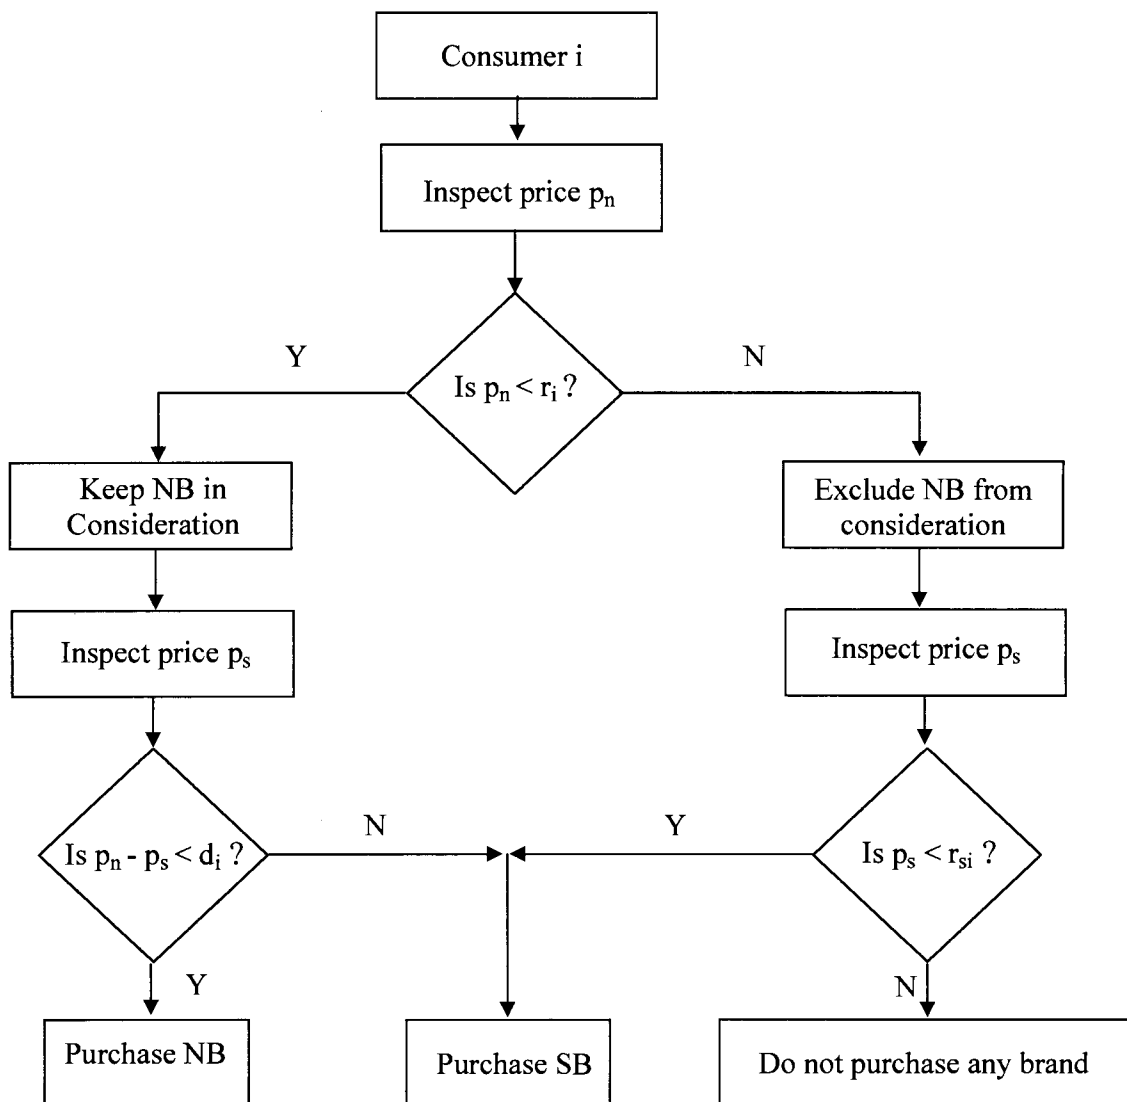 Consumer i
Inspect price pₙ
Y
N
Is pₙ < rᵢ ?
Keep NB in
Consideration
Exclude NB from
consideration
Inspect price pₛ
Inspect price pₛ
N
Y
Is pₙ - pₛ < dᵢ ?
Is pₛ < rₛᵢ ?
Y
N
Purchase NB
Purchase SB
Do not purchase any brand